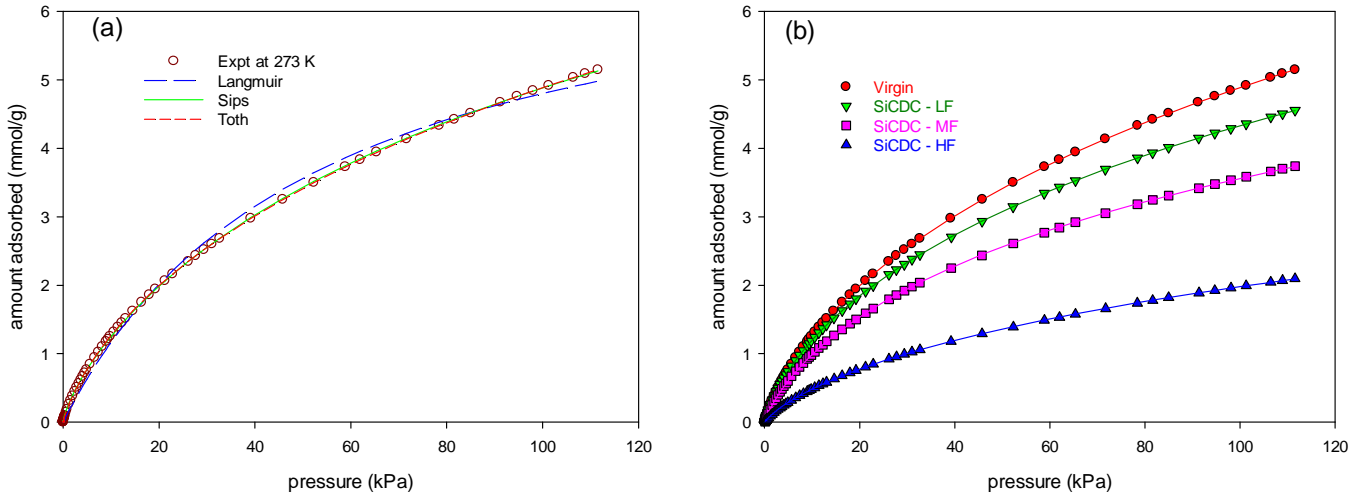 (a)
Expt at 273 K
Langmuir
Sips
Toth
amount adsorbed (mmol/g)
6
5
4
3
2
1
0
0 20 40 60 80 100 120
pressure (kPa)
(b)
Virgin
SiCDC - LF
SiCDC - MF
SiCDC - HF
amount adsorbed (mmol/g)
6
5
4
3
2
1
0
0 20 40 60 80 100 120
pressure (kPa)